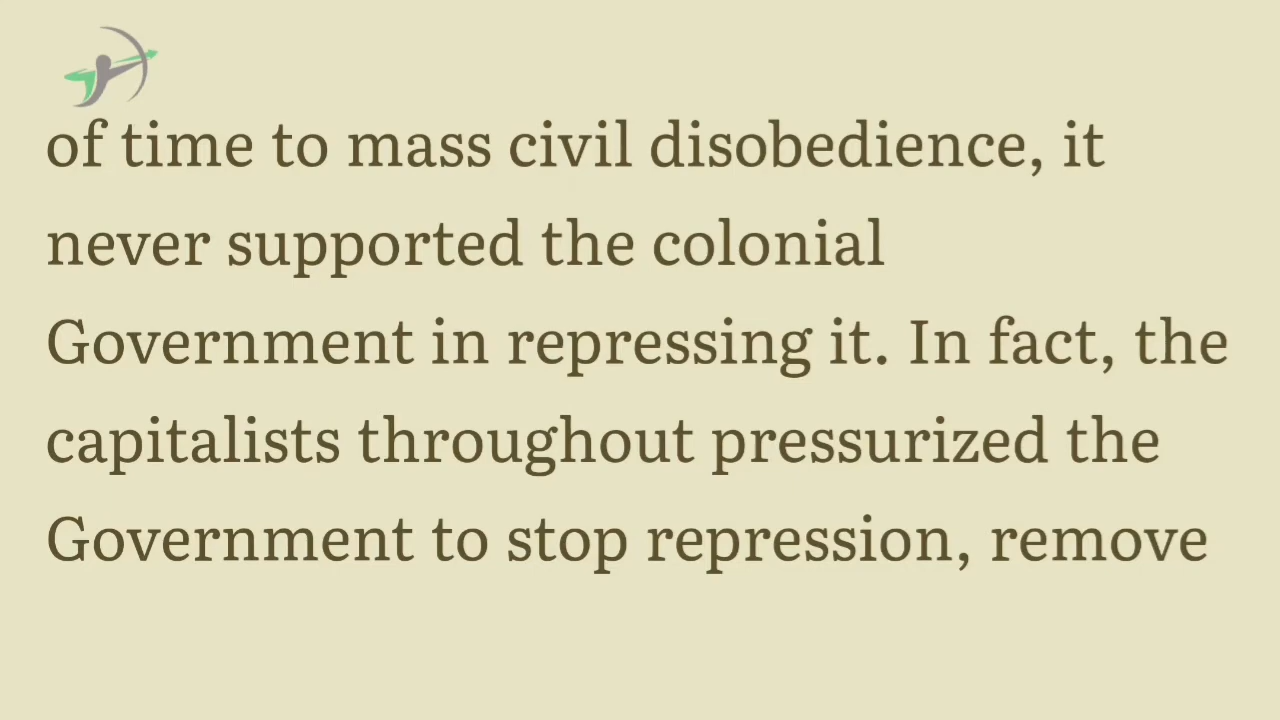 of time to mass civil disobedience, it
never supported the colonial
Government in repressing it. In fact, the
capitalists throughout pressurized the
Government to stop repression, remove